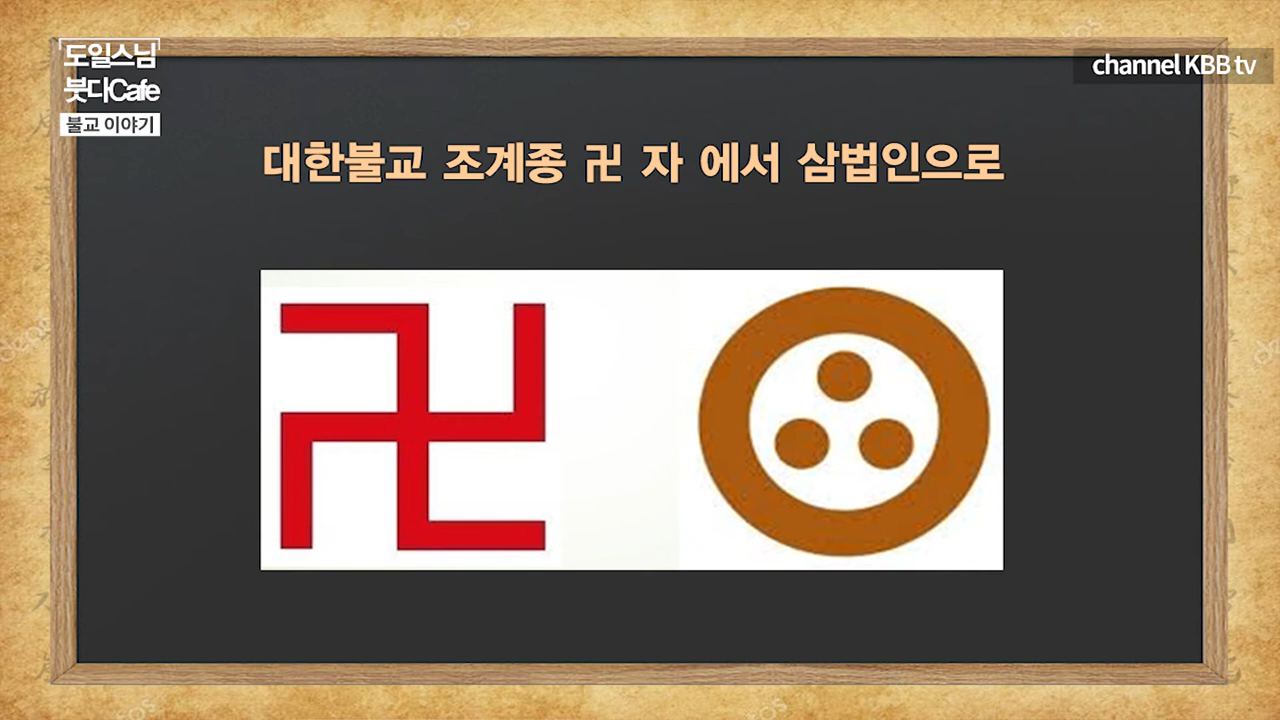 도일스님
붓다Cafe
불교 이야기
channel KBB tv
대한불교 조계종 卍 자 에서 삼법인으로